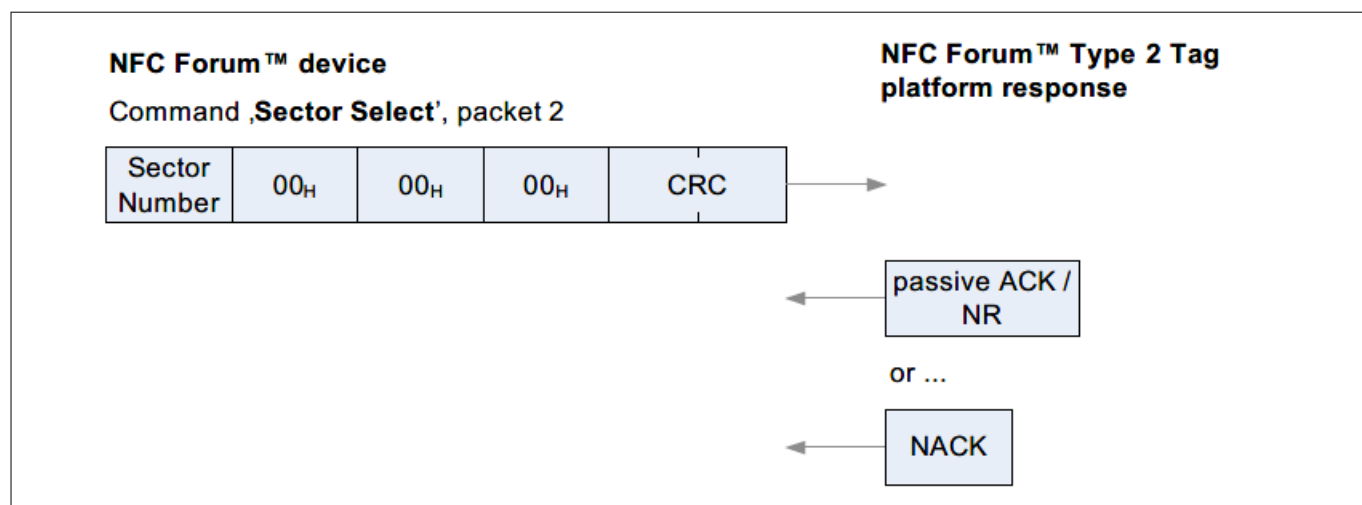 NFC Forum™ device
NFC Forum™ Type 2 Tag
platform response
Command ‚Sector Select’, packet 2
Sector
Number
00H
00H
00H
CRC
passive ACK /
NR
or ...
NACK